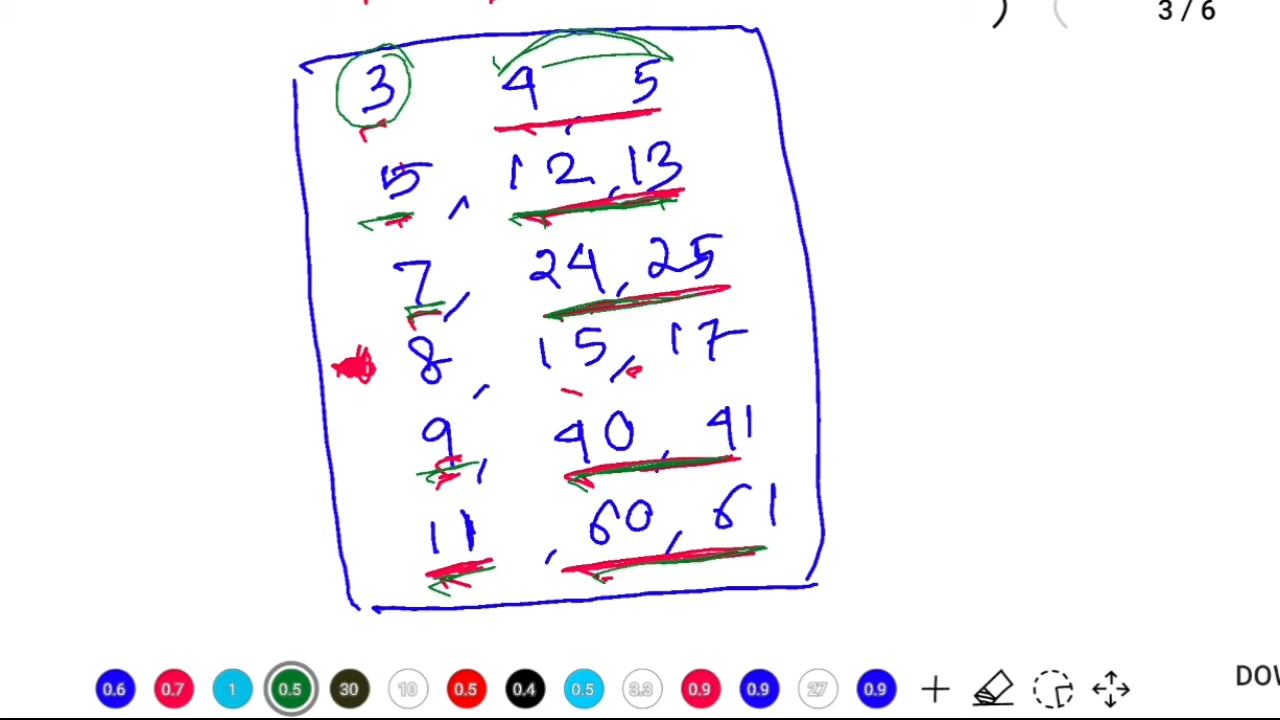 3 / 6
3 4, 5
5, 12, 13
7, 24, 25
8, 15, 17
9, 40, 41
11, 60, 61
0.6 0.7 1 0.5 30 10 0.5 0.4 0.5 3.3 0.9 0.9 27 0.9